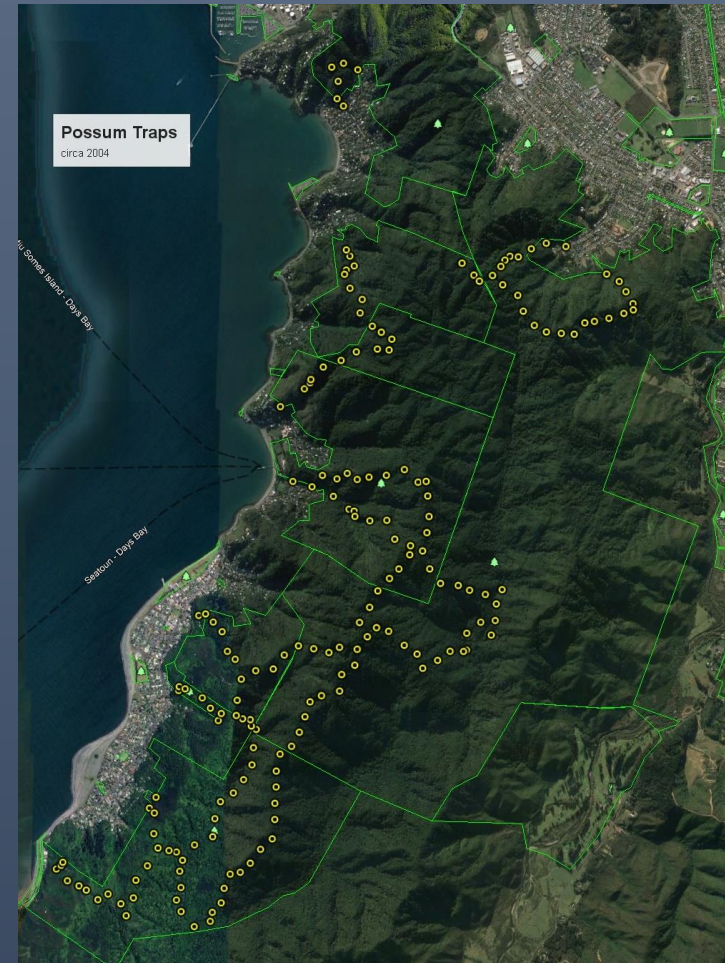 Possum Traps
circa 2004
Somes Island - Days Bay
Seatoun - Days Bay